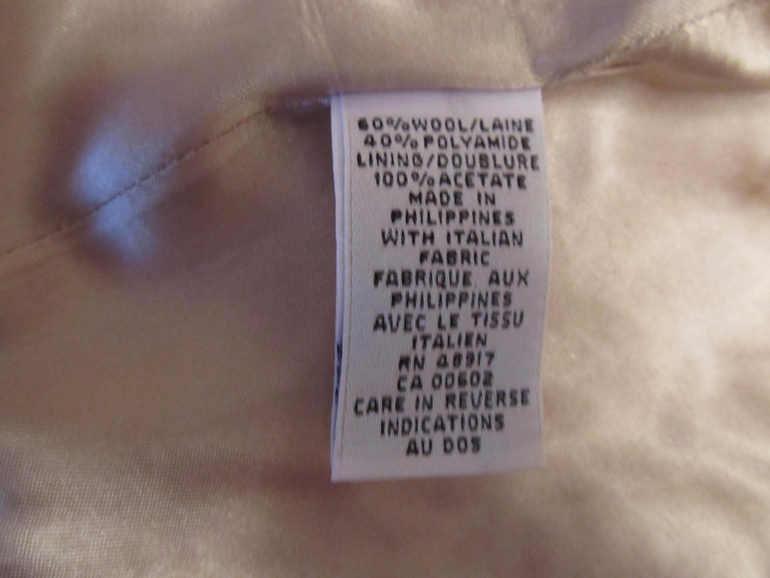 60% WOOL/LAINE
40% POLYAMIDE
LINING/DOUBLURE
100% ACETATE
MADE IN
PHILIPPINES
WITH ITALIAN
FABRIC
FABRIQUE AUX
PHILIPPINES
AVEC LE TISSU
ITALIEN
RN 48917
CA 00602
CARE IN REVERSE
INDICATIONS
AU DOS